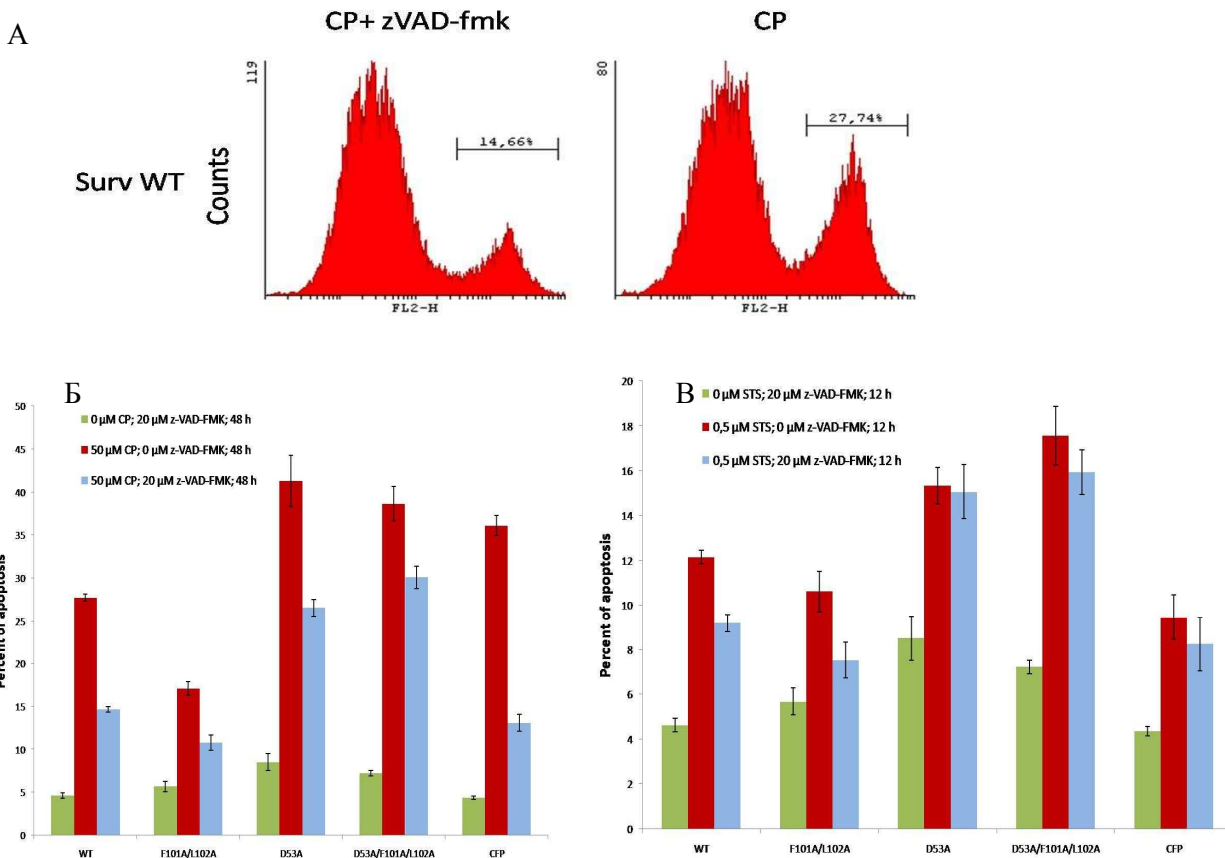 А
CP+ zVAD-fmk
CP
Surv WT
Counts
119
14,66%
FL2-H
80
27,74%
FL2-H
Б
0 µM CP; 20 µM z-VAD-FMK; 48 h
50 µM CP; 0 µM z-VAD-FMK; 48 h
50 µM CP; 20 µM z-VAD-FMK; 48 h
Percent of apoptosis
50
45
40
35
30
25
20
15
10
5
0
WT
F101A/L102A
D53A
D53A/F101A/L102A
CFP
В
0 µM STS; 20 µM z-VAD-FMK; 12 h
0,5 µM STS; 0 µM z-VAD-FMK; 12 h
0,5 µM STS; 20 µM z-VAD-FMK; 12 h
Percent of apoptosis
20
18
16
14
12
10
8
6
4
2
0
WT
F101A/L102A
D53A
D53A/F101A/L102A
CFP